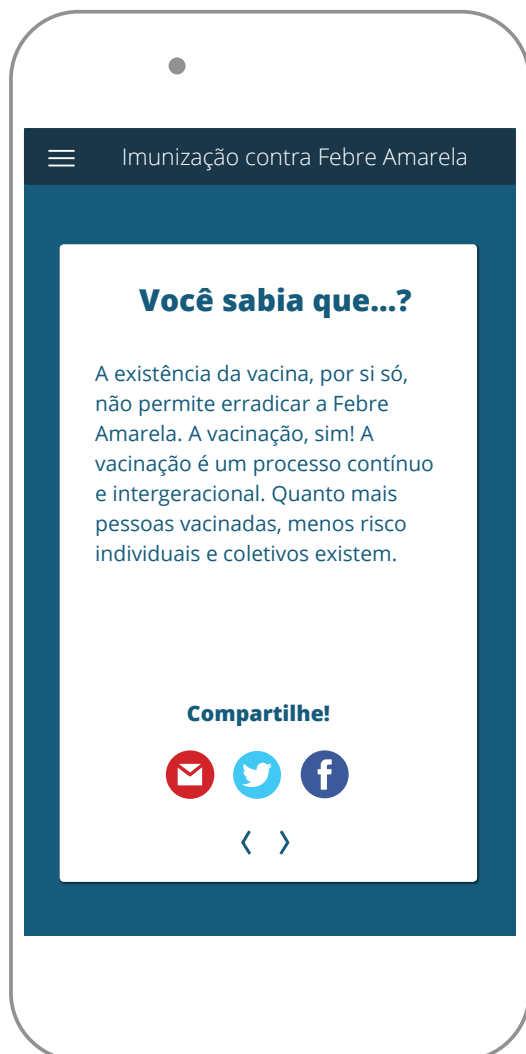 Imunização contra Febre Amarela
Você sabia que...?
A existência da vacina, por si só,
não permite erradicar a Febre
Amarela. A vacinação, sim! A
vacinação é um processo contínuo
e intergeracional. Quanto mais
pessoas vacinadas, menos risco
individuais e coletivos existem.
Compartilhe!